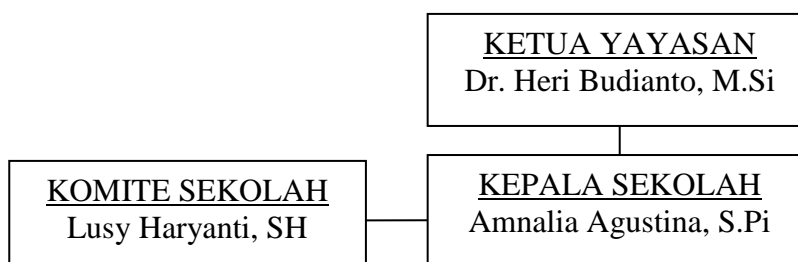 KETUA YAYASAN
Dr. Heri Budianto, M.Si
KOMITE SEKOLAH
Lusy Haryanti, SH
KEPALA SEKOLAH
Amnalia Agustina, S.Pi